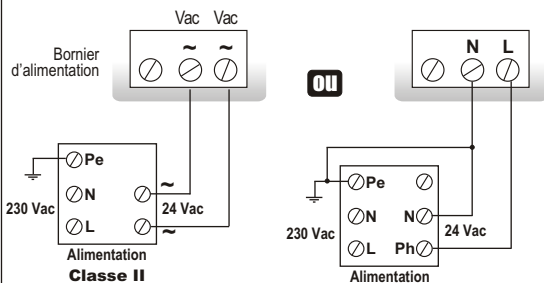 Vac Vac
~ ~
Bornier
d'alimentation
Pe
N
L
230 Vac
~
24 Vac
~
Alimentation
Classe II
ou
N L
Pe
N N
L Ph
230 Vac
24 Vac
Alimentation